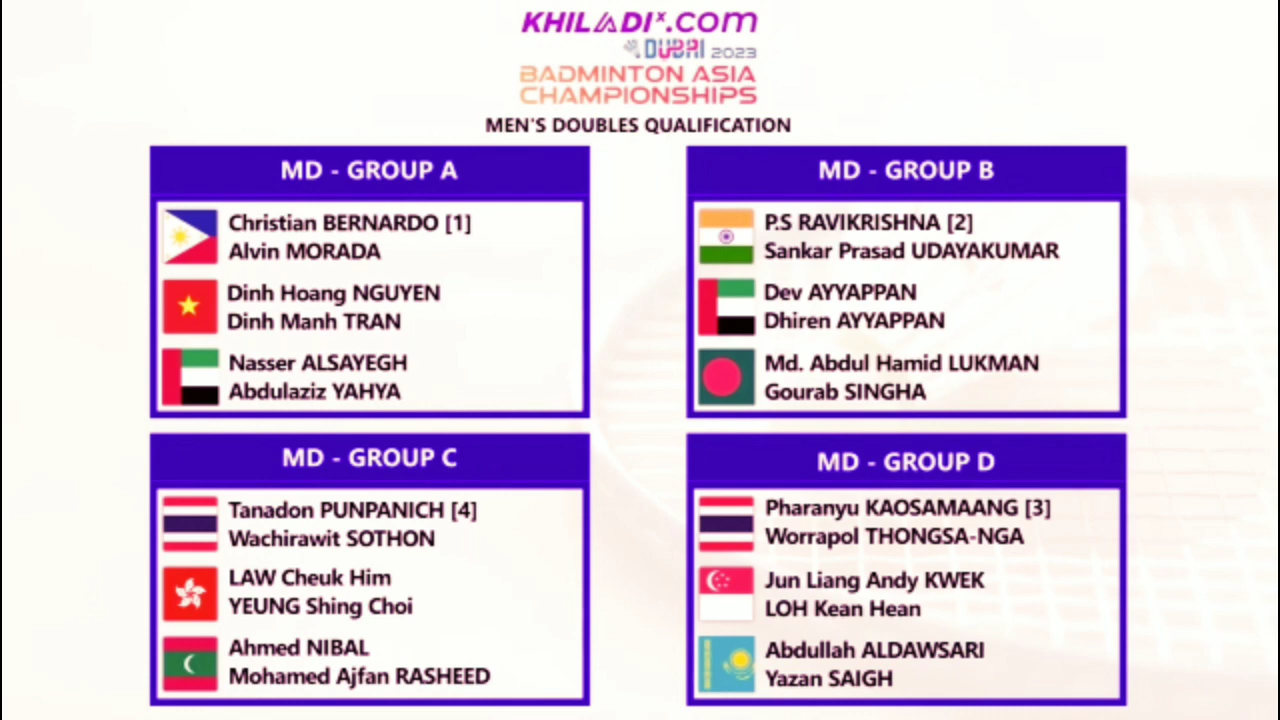 KHILADIX.COM
DUBAI 2023
BADMINTON ASIA
CHAMPIONSHIPS
MEN'S DOUBLES QUALIFICATION
MD - GROUP A
Christian BERNARDO [1]
Alvin MORADA
Dinh Hoang NGUYEN
Dinh Manh TRAN
Nasser ALSAYEGH
Abdulaziz YAHYA
MD - GROUP B
P.S RAVIKRISHNA [2]
Sankar Prasad UDAYAKUMAR
Dev AYYAPPAN
Dhiren AYYAPPAN
Md. Abdul Hamid LUKMAN
Gourab SINGHA
MD - GROUP C
Tanadon PUNPANICH [4]
Wachirawit SOTHON
LAW Cheuk Him
YEUNG Shing Choi
Ahmed NIBAL
Mohamed Ajfan RASHEED
MD - GROUP D
Pharanyu KAOSAMAANG [3]
Worrapol THONGSA-NGA
Jun Liang Andy KWEK
LOH Kean Hean
Abdullah ALDAWSARI
Yazan SAIGH